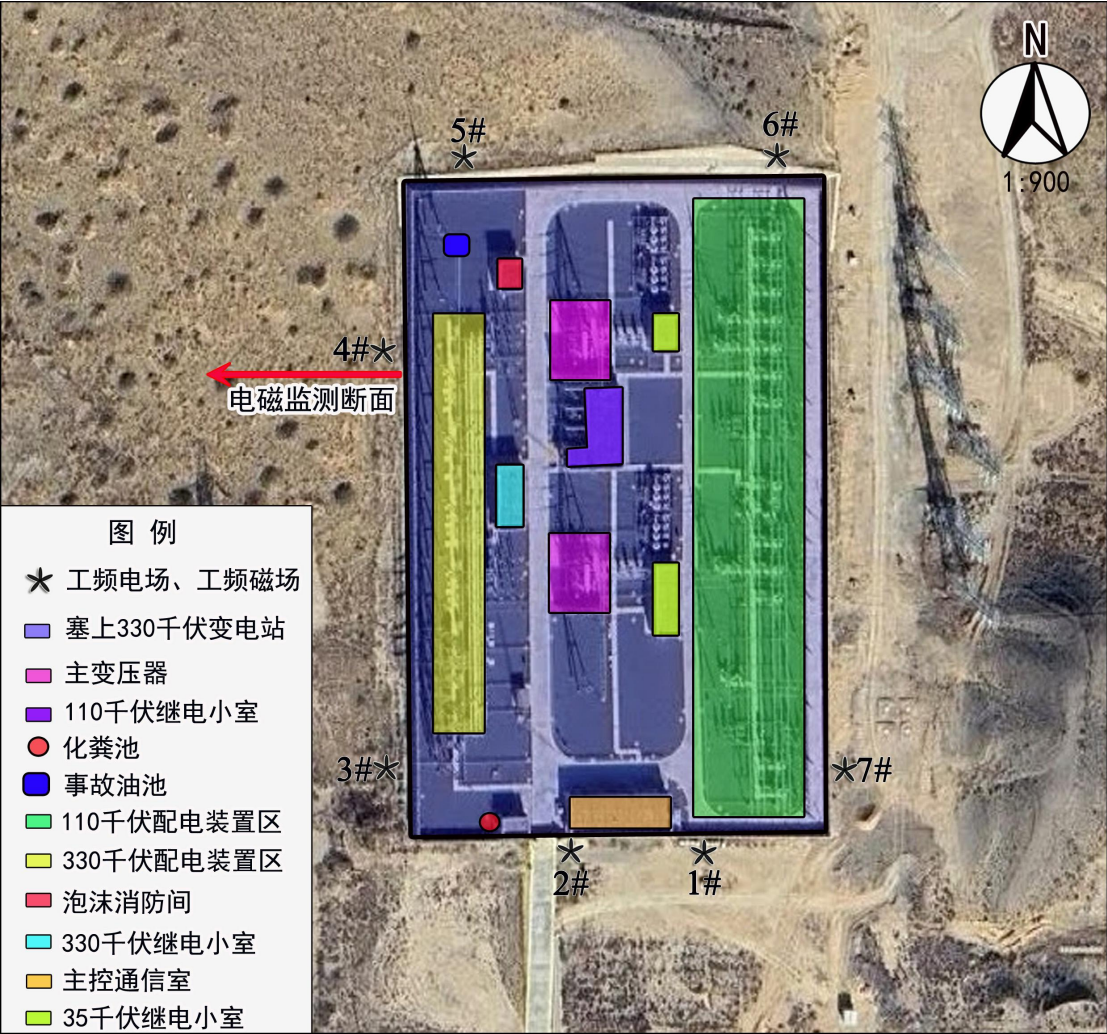 N
1:900
5#
6#
4#
电磁监测断面
3#
7#
2#
1#
图 例
工频电场、工频磁场
塞上330千伏变电站
主变压器
110千伏继电小室
化粪池
事故油池
110千伏配电装置区
330千伏配电装置区
泡沫消防间
330千伏继电小室
主控通信室
35千伏继电小室